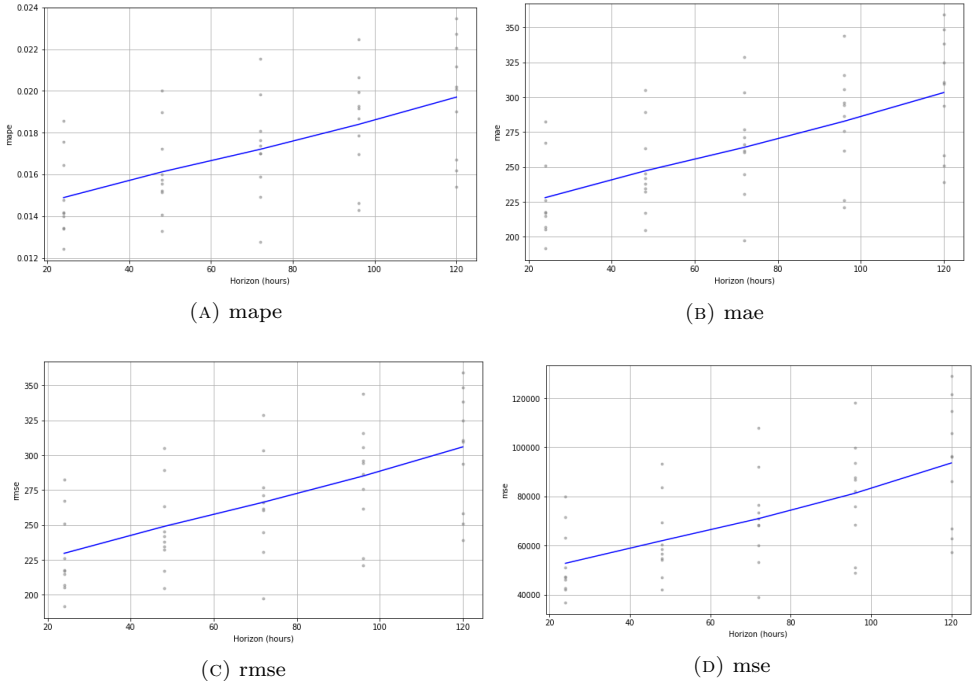 0.024
0.022
0.020
0.018
0.016
0.014
0.012
mape
20 40 60 80 100 120
Horizon (hours)
(A) mape
350
325
300
275
250
225
200
mae
20 40 60 80 100 120
Horizon (hours)
(B) mae
350
325
300
275
250
225
200
rmse
20 40 60 80 100 120
Horizon (hours)
(C) rmse
120000
100000
80000
60000
40000
mse
20 40 60 80 100 120
Horizon (hours)
(D) mse